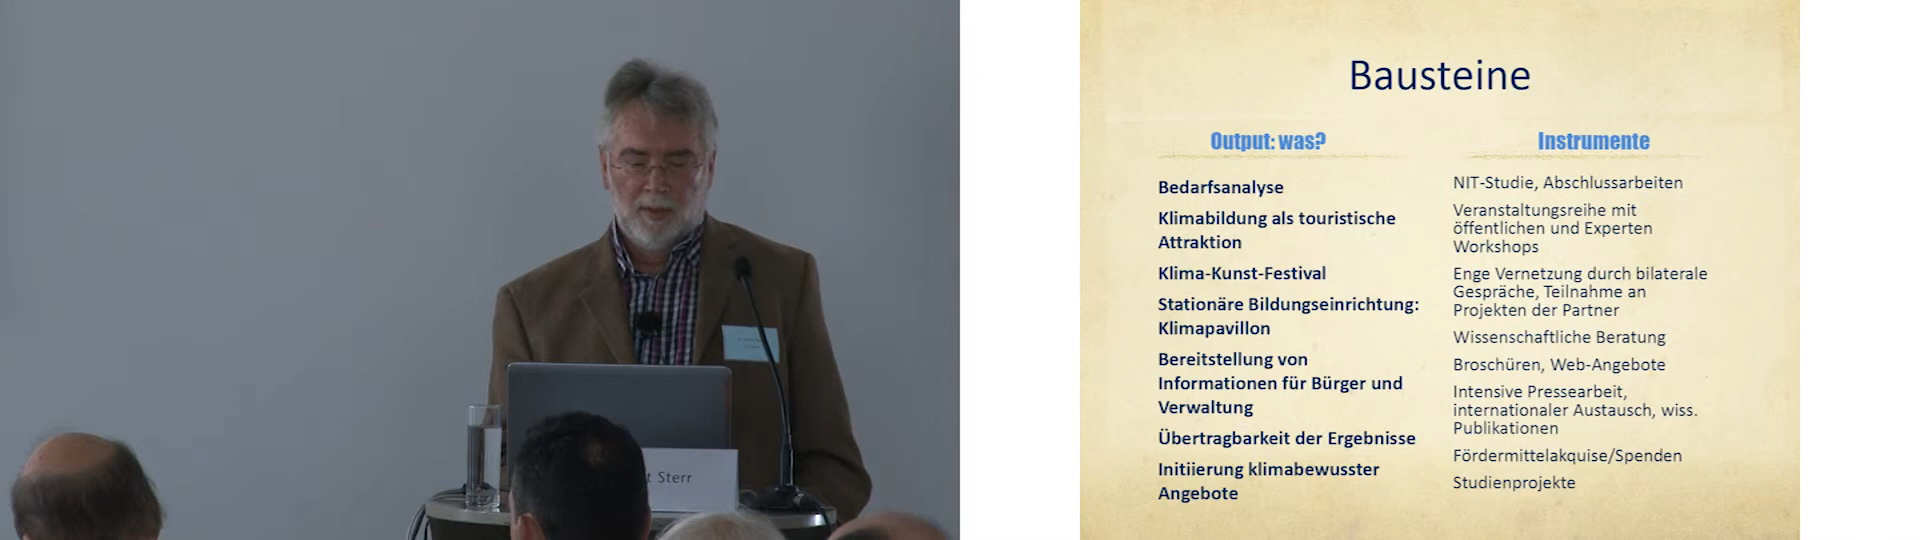 t Sterr
Bausteine
Output: was?
Bedarfsanalyse
Klimabildung als touristische
Attraktion
Klima-Kunst-Festival
Stationäre Bildungseinrichtung:
Klimapavillon
Bereitstellung von
Informationen für Bürger und
Verwaltung
Übertragbarkeit der Ergebnisse
Initiierung klimabewusster
Angebote
Instrumente
NIT-Studie, Abschlussarbeiten
Veranstaltungsreihe mit
öffentlichen und Experten
Workshops
Enge Vernetzung durch bilaterale
Gespräche, Teilnahme an
Projekten der Partner
Wissenschaftliche Beratung
Broschüren, Web-Angebote
Intensive Pressearbeit,
internationaler Austausch, wiss.
Publikationen
Fördermittelakquise/Spenden
Studienprojekte